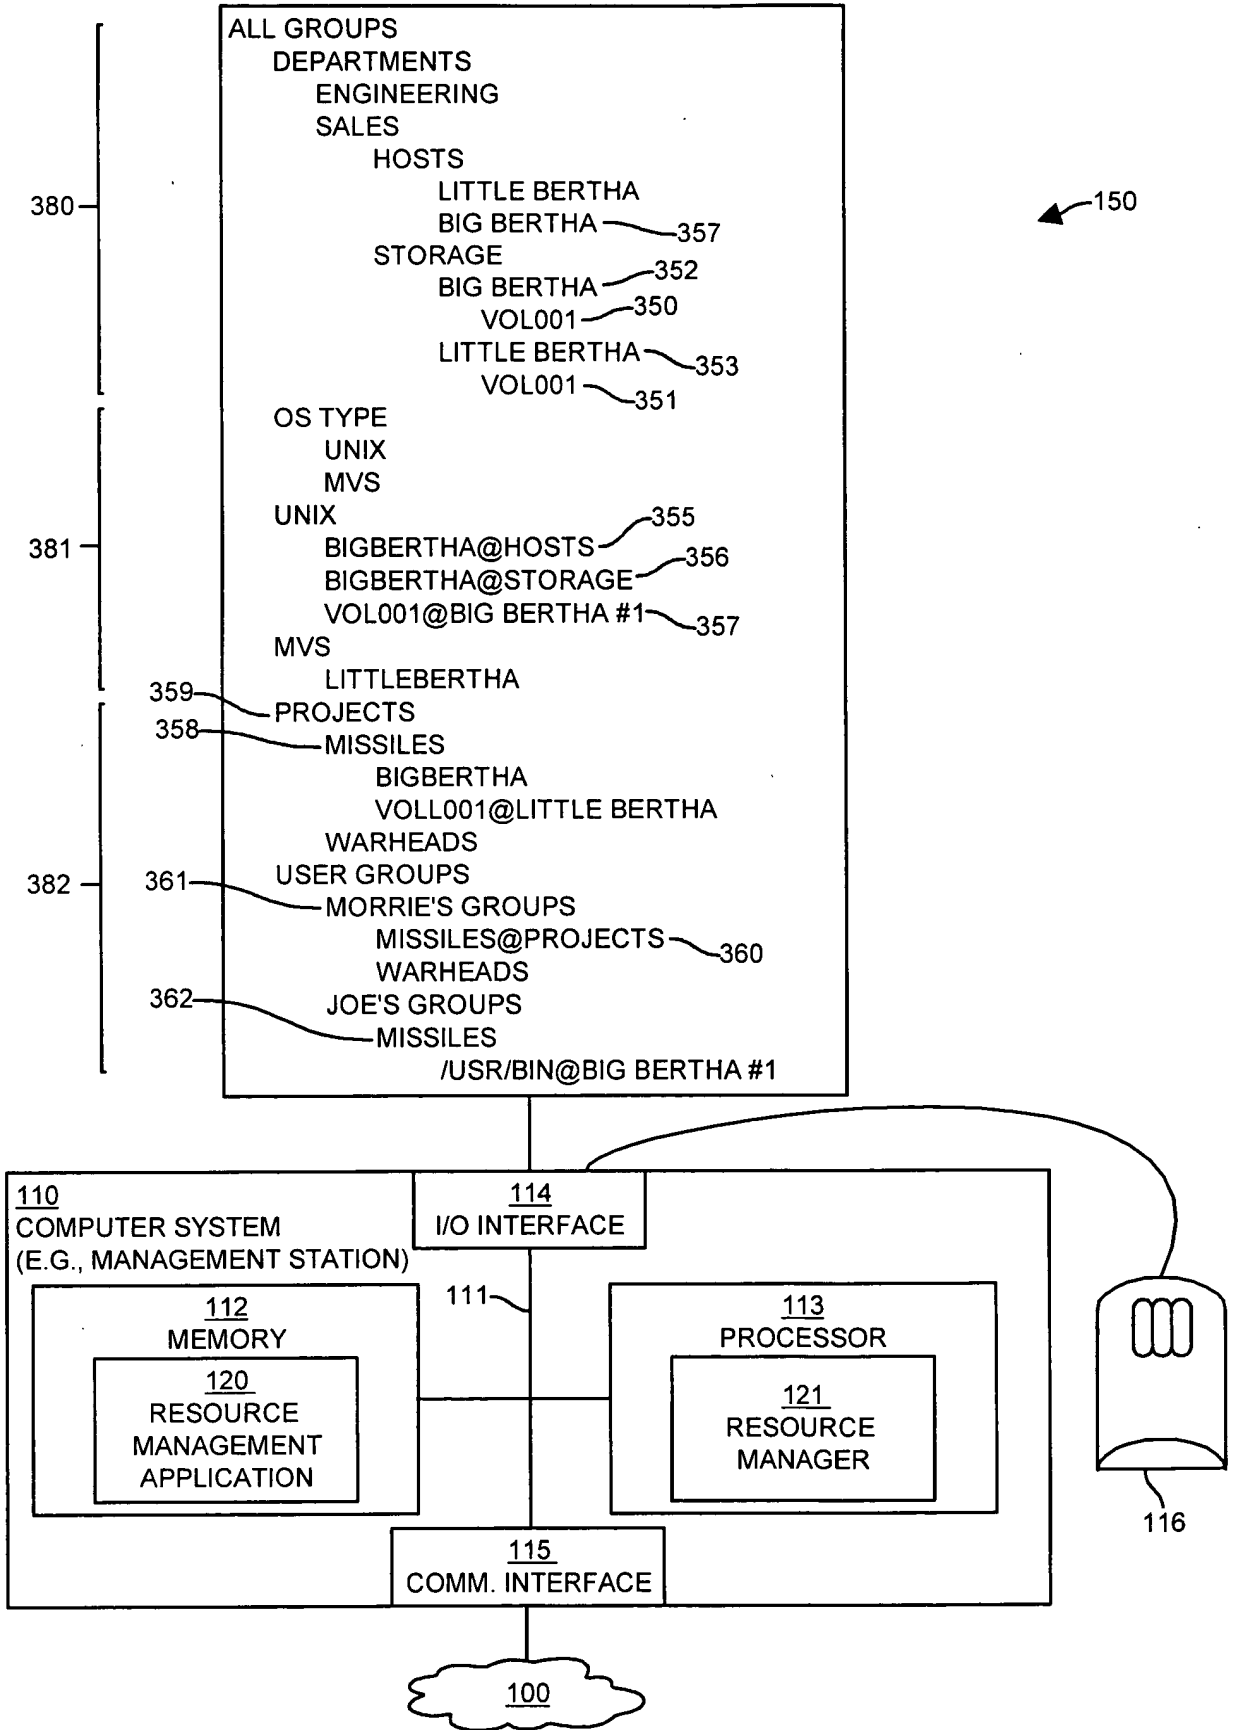 ALL GROUPS
DEPARTMENTS
ENGINEERING
SALES
HOSTS
LITTLE BERTHA
380
150
BIG BERTHA
357
STORAGE
352
BIG BERTHA
350
VOL001
LITTLE BERTHA
353
VOL001
351
OS TYPE
UNIX
MVS
UNIX
355
381
BIGBERTHA@HOSTS
356
BIGBERTHA@STORAGE
VOL001@BIG BERTHA #1
357
MVS
LITTLEBERTHA
359
PROJECTS
358
MISSILES
BIGBERTHA
VOLL001@LITTLE BERTHA
WARHEADS
USER GROUPS
382
361
MORRIE'S GROUPS
MISSILES@PROJECTS
360
WARHEADS
362
JOE'S GROUPS
MISSILES
/USR/BIN@BIG BERTHA #1
110
COMPUTER SYSTEM
(E.G., MANAGEMENT STATION)
114
I/O INTERFACE
111
112
MEMORY
113
PROCESSOR
120
RESOURCE
MANAGEMENT
APPLICATION
121
RESOURCE
MANAGER
116
115
COMM. INTERFACE
100